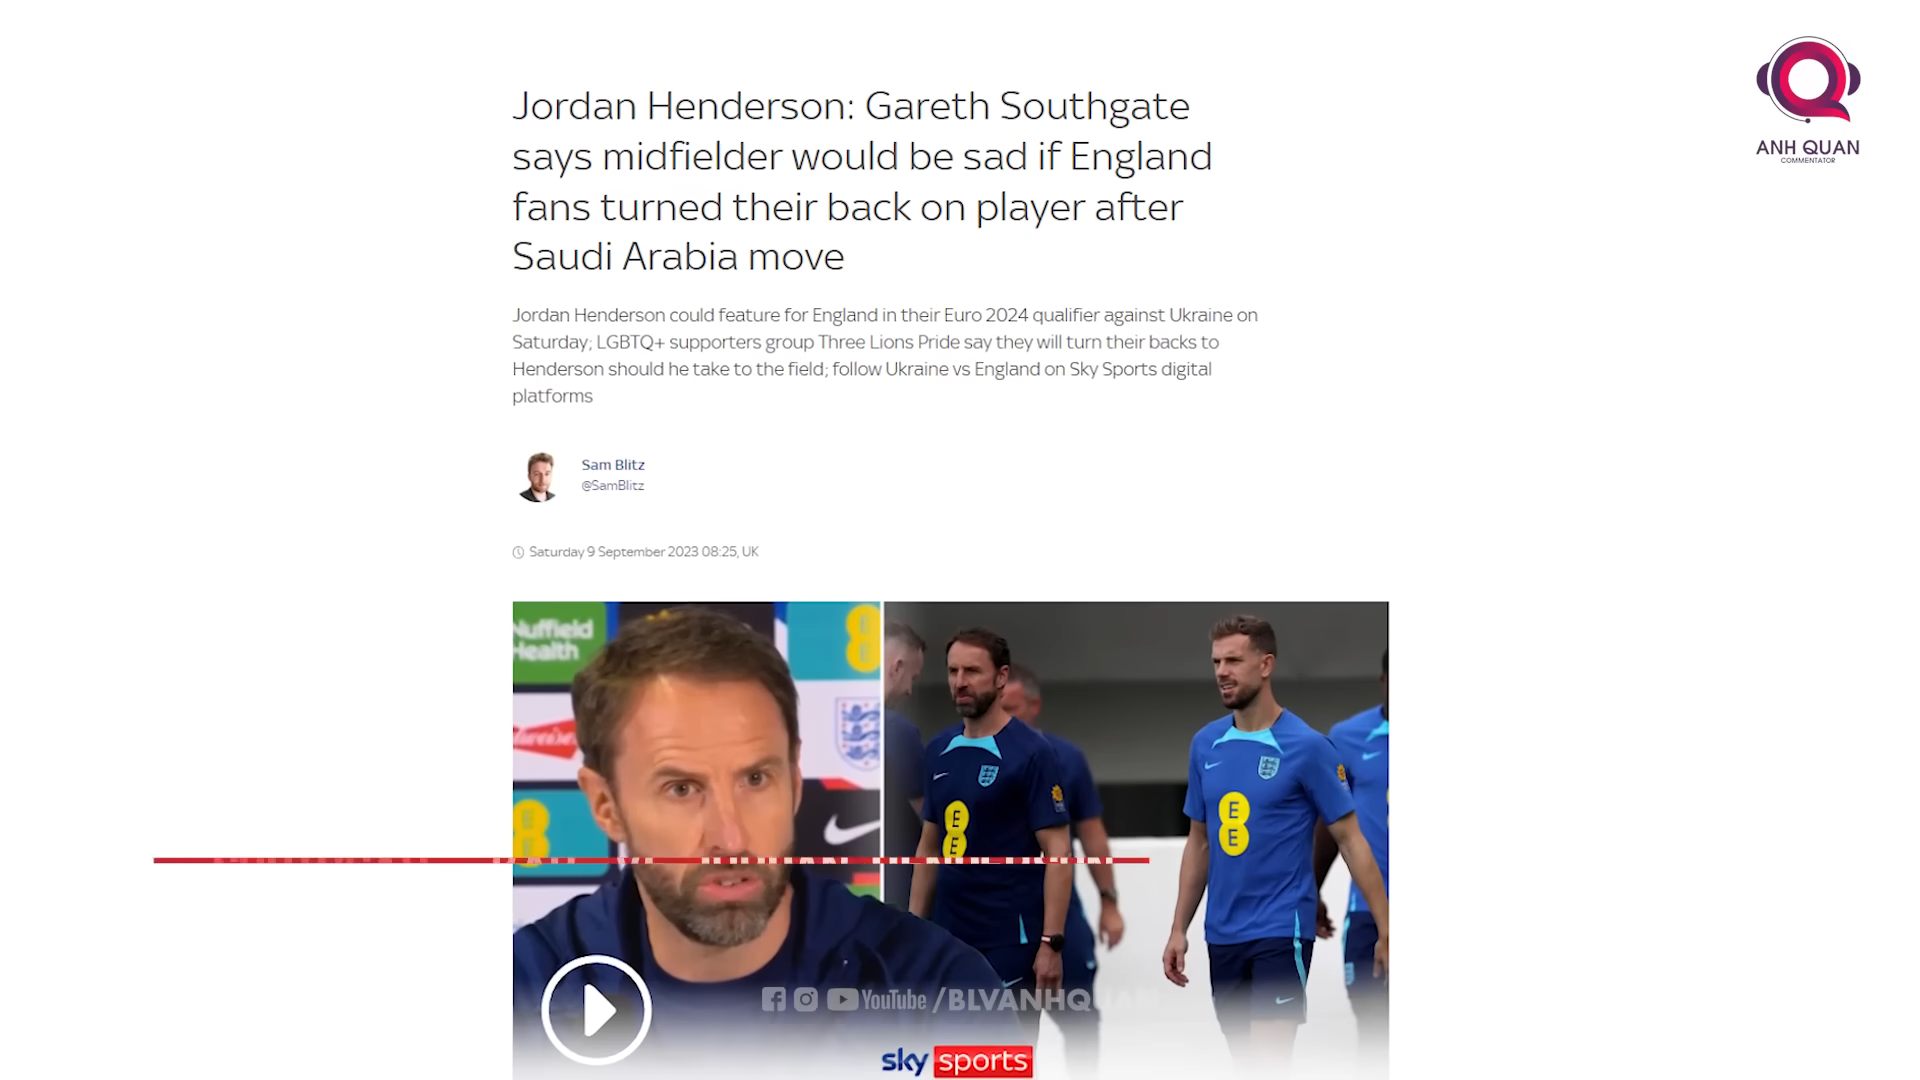 Jordan Henderson: Gareth Southgate
says midfielder would be sad if England
fans turned their back on player after
Saudi Arabia move
ANH QUAN
COMMENTATOR
Jordan Henderson could feature for England in their Euro 2024 qualifier against Ukraine on
Saturday; LGBTQ+ supporters group Three Lions Pride say they will turn their backs to
Henderson should he take to the field; follow Ukraine vs England on Sky Sports digital
platforms
Sam Blitz
@SamBlitz
Saturday 9 September 2023 08:25, UK
Nuffield
Health
E
E
E
E
E
E
YouTube /BLVANHQUAN
sky sports